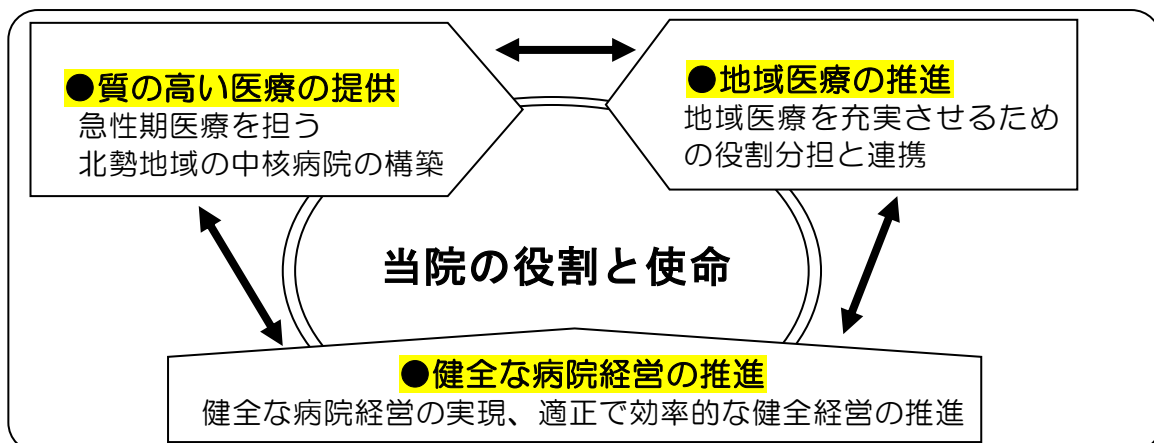 ●質の高い医療の提供
急性期医療を担う
北勢地域の中核病院の構築
●地域医療の推進
地域医療を充実させるため
の役割分担と連携
当院の役割と使命
●健全な病院経営の推進
健全な病院経営の実現、適正で効率的な健全経営の推進